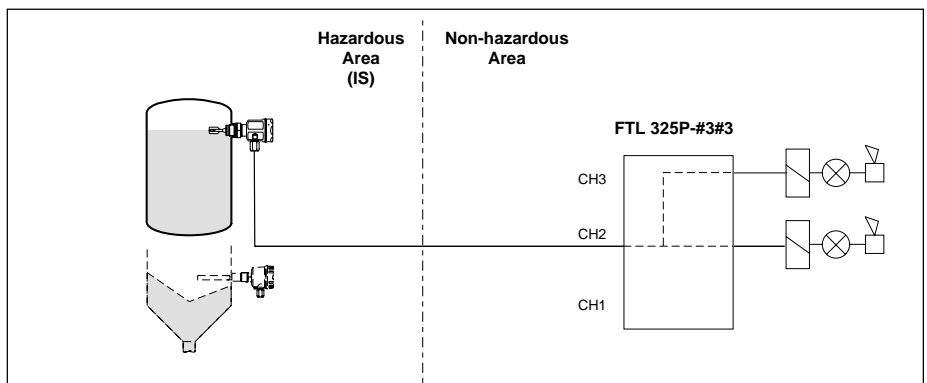 Hazardous
Area
(IS)
Non-hazardous
Area
FTL 325P-#3#3
CH3
CH2
CH1